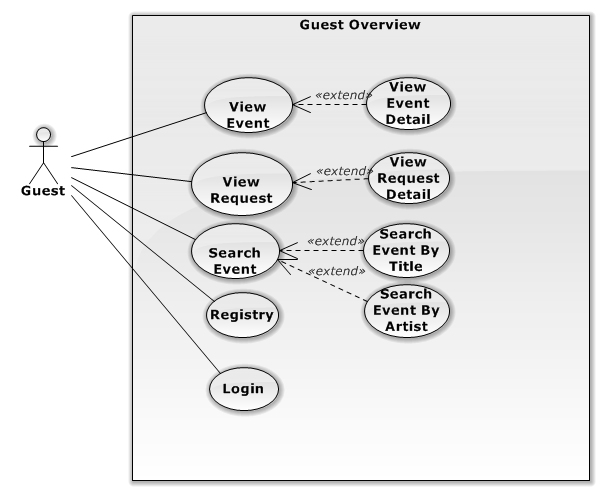 Guest Overview
View
Event
«extend»
View
Event
Detail
Guest
View
Request
«extend»
View
Request
Detail
Search
Event
«extend»
Search
Event By
Title
«extend»
Search
Event By
Artist
Registry
Login